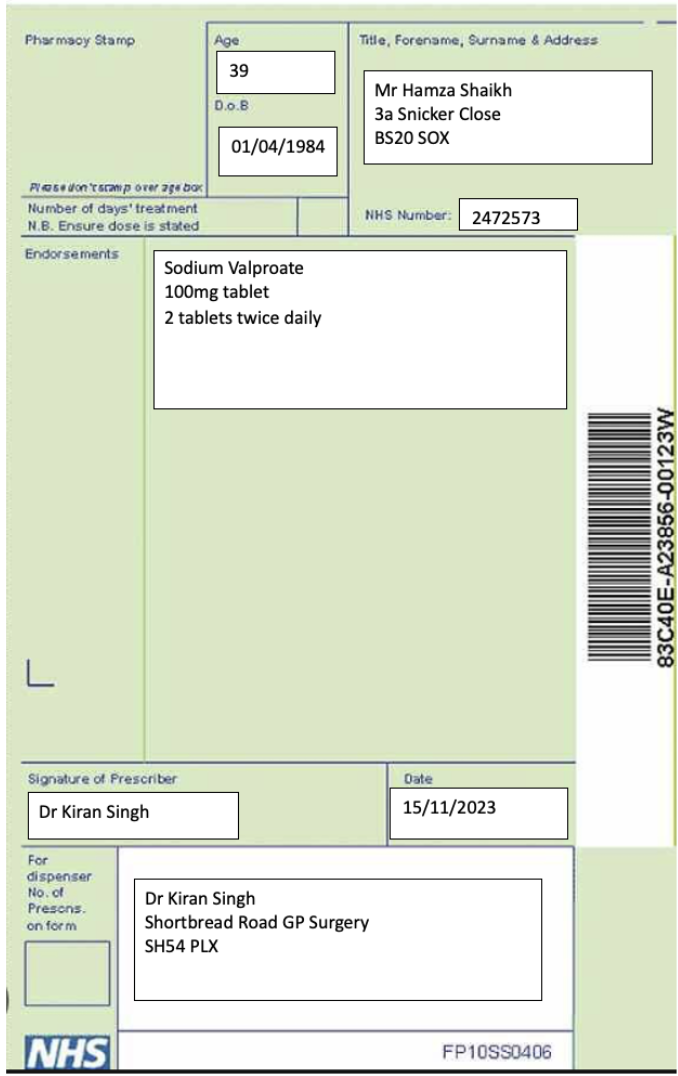 Pharmacy Stamp
Age
39
D.o.B
01/04/1984
Title, Forename, Surname & Address
Mr Hamza Shaikh
3a Snicker Close
BS20 SOX
Please don't stamp over age box
Number of days' treatment
N.B. Ensure dose is stated
NHS Number:
2472573
Endorsements
Sodium Valproate
100mg tablet
2 tablets twice daily
83C40E-A23856-00123W
Signature of Prescriber
Dr Kiran Singh
Date
15/11/2023
For
dispenser
No. of
Prescns.
on form
Dr Kiran Singh
Shortbread Road GP Surgery
SH54 PLX
NHS
FP10SS0406